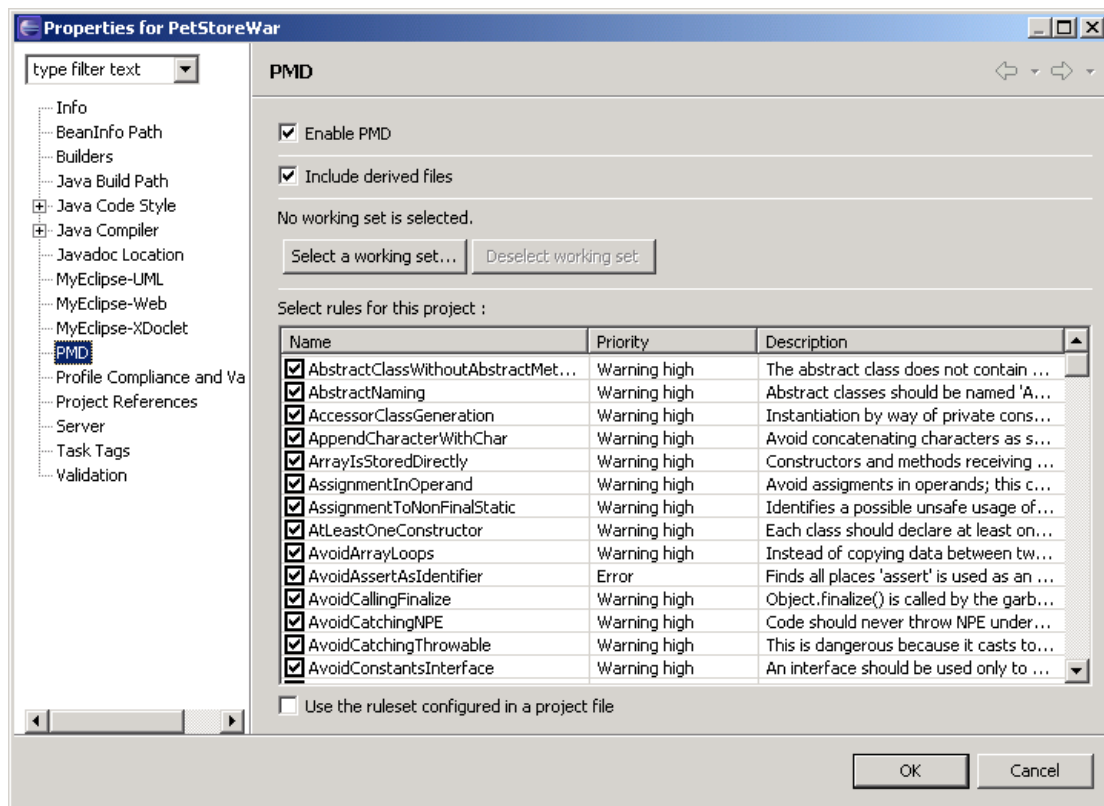 Properties for PetStoreWar
type filter text
PMD
Info
BeanInfo Path
Builders
Java Build Path
Java Code Style
Java Compiler
Javadoc Location
MyEclipse-UML
MyEclipse-Web
MyEclipse-XDoclet
PMD
Profile Compliance and Va
Project References
Server
Task Tags
Validation
Enable PMD
Include derived files
No working set is selected.
Select a working set... Deselect working set
Select rules for this project :
Name Priority Description
AbstractClassWithoutAbstractMet... Warning high The abstract class does not contain ...
AbstractNaming Warning high Abstract classes should be named 'A...
AccessorClassGeneration Warning high Instantiation by way of private cons...
AppendCharacterWithChar Warning high Avoid concatenating characters as s...
ArrayIsStoredDirectly Warning high Constructors and methods receiving ...
AssignmentInOperand Warning high Avoid assigments in operands; this c...
AssignmentToNonFinalStatic Warning high Identifies a possible unsafe usage of...
AtLeastOneConstructor Warning high Each class should declare at least on...
AvoidArrayLoops Warning high Instead of copying data between tw...
AvoidAssertAsIdentifier Error Finds all places 'assert' is used as an ...
AvoidCallingFinalize Warning high Object.finalize() is called by the garb...
AvoidCatchingNPE Warning high Code should never throw NPE under...
AvoidCatchingThrowable Warning high This is dangerous because it casts to...
AvoidConstantsInterface Warning high An interface should be used only to ...
Use the ruleset configured in a project file
OK Cancel